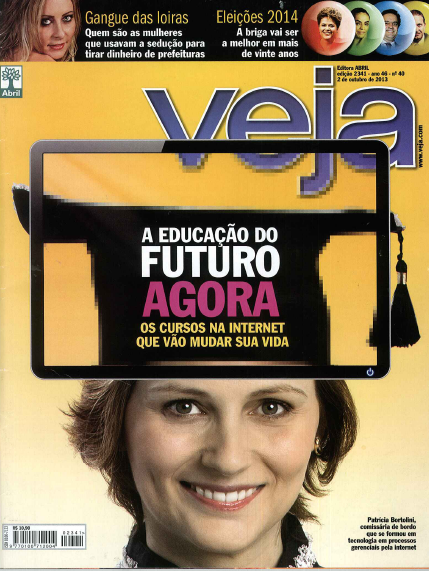 Gangue das loiras
Quem são as mulheres
que usavam a sedução para
tirar dinheiro de prefeituras
Eleições 2014
A briga vai ser
a melhor em mais
de vinte anos
Abril
Editora ABRIL
edição 2341 - ano 46 - nº 40
2 de outubro de 2013
veja
www.veja.com
A EDUCAÇÃO DO
FUTURO
AGORA
OS CURSOS NA INTERNET
QUE VÃO MUDAR SUA VIDA
Patrícia Bortolini,
comissária de bordo
que se formou em
tecnologia em processos
gerenciais pela internet